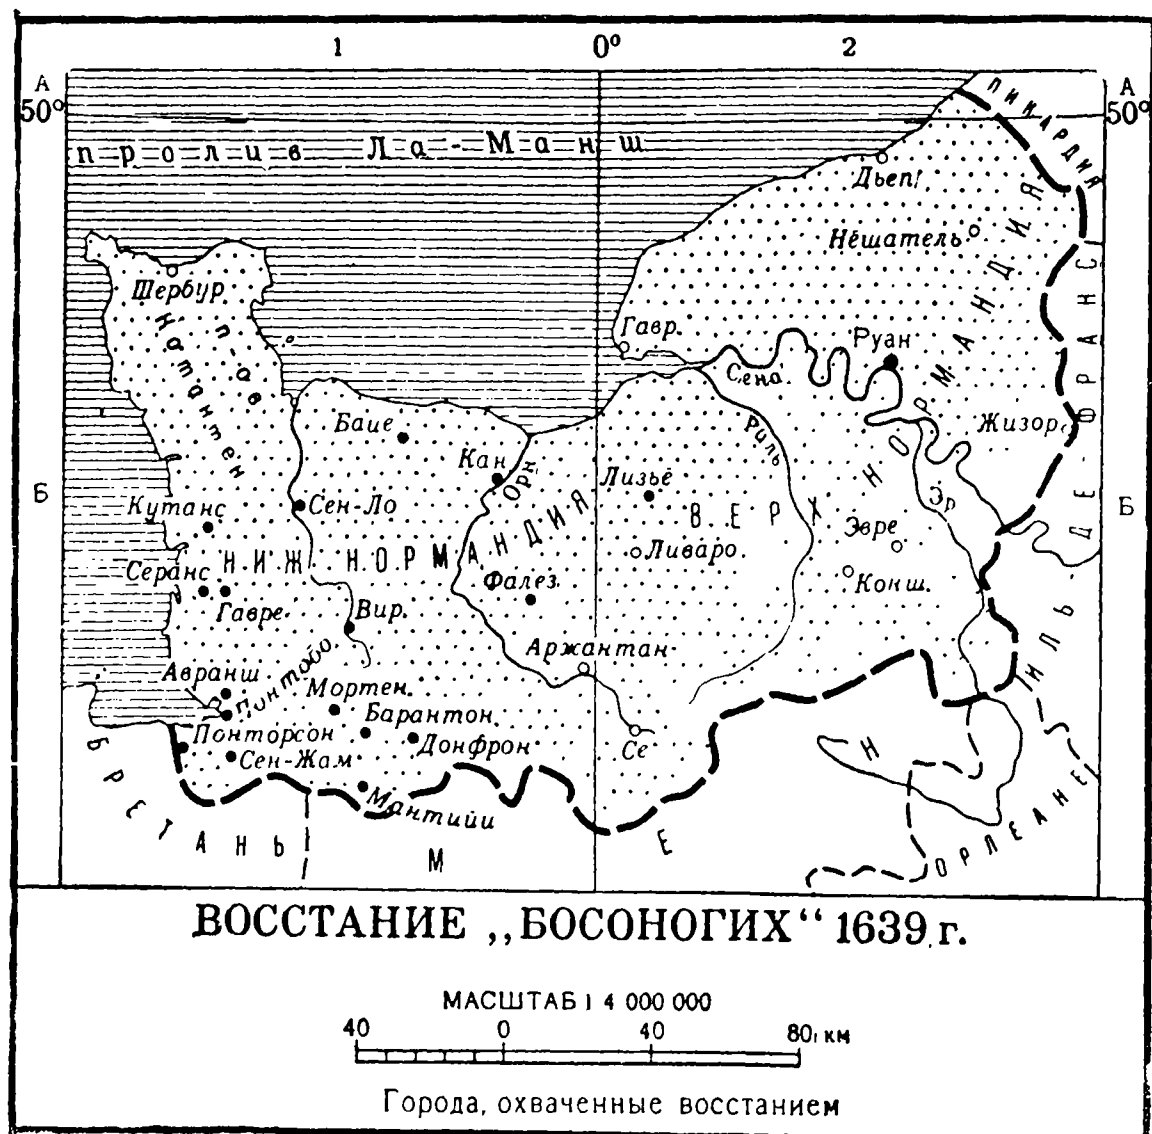 1 0° 2
А А
50° 50°
пролив Ла-Манш
ПИКАРДИЯ
Дьепп
Нёшатель
Шербур
п-ов
Котантен
Гавр.
Руан
Сена
Жизор
Байе
Риль
Кан
Орн
Лизьё
Б Б
Сен-Ло
Кутанс
Эр
ВЕРХ НОРМАНДИЯ
Эвре
НИЖ НОРМАНДИЯ
Ливаро.
Серанс
Фалез.
Конш.
Гавре
Вир.
ИЛЬ-ДЕ-ФРАНС
Аржантан
Авранш
Понтобо.
Мортен.
Барантон.
Понторсон
Донфрон
Се
Сен-Жам
Мантийи
БРЕТАНЬ
М Е Н
ОРЛЕАНЕ
ВОССТАНИЕ „БОСОНОГИХ“ 1639 г.
МАСШТАБ 1 4 000 000
40 0 40 80 км
Города, охваченные восстанием